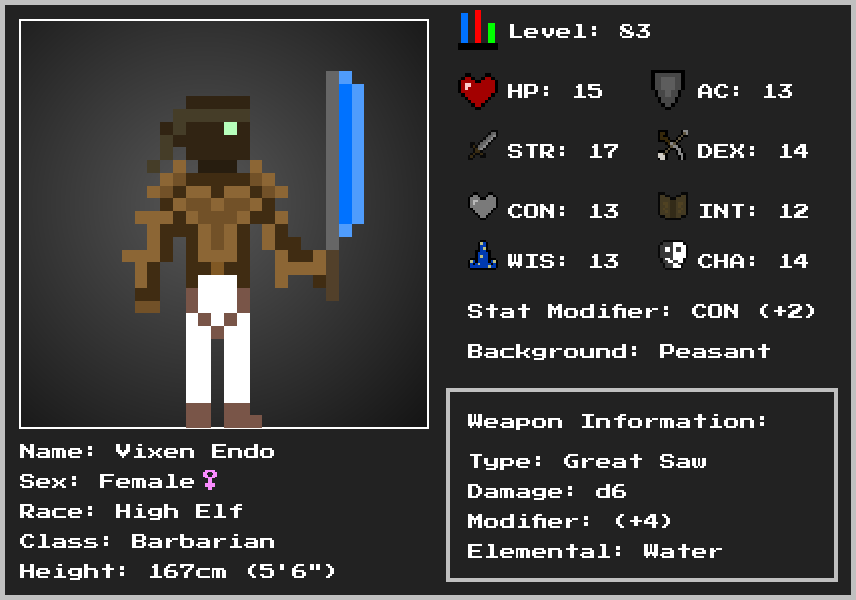 Level: 83
HP: 15 AC: 13
STR: 17 DEX: 14
CON: 13 INT: 12
WIS: 13 CHA: 14
Stat Modifier: CON (+2)
Background: Peasant
Weapon Information:
Type: Great Saw
Damage: d6
Modifier: (+4)
Elemental: Water
Name: Vixen Endo
Sex: Female♀
Race: High Elf
Class: Barbarian
Height: 167cm (5'6")